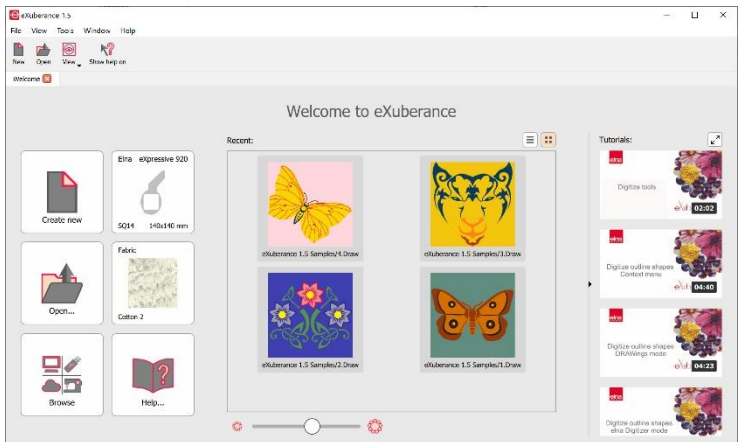 eXuberance 1.5
File View Tools Window Help
New Open View Show help on
Welcome
Welcome to eXuberance
Recent:
Tutorials:
Create new
Elna eXpressive 920
SQ14 140x140 mm
Open...
Fabric
Cotton 2
Browse
Help...
eXuberance 1.5 Samples/4.Draw
eXuberance 1.5 Samples/3.Draw
eXuberance 1.5 Samples/2.Draw
eXuberance 1.5 Samples/1.Draw
elna
Digitize tools
02:02
elna
Digitize outline shapes
Context menu
04:40
elna
Digitize outline shapes
DRAWings mode
04:23
elna
Digitize outline shapes
elna Digitizer mode